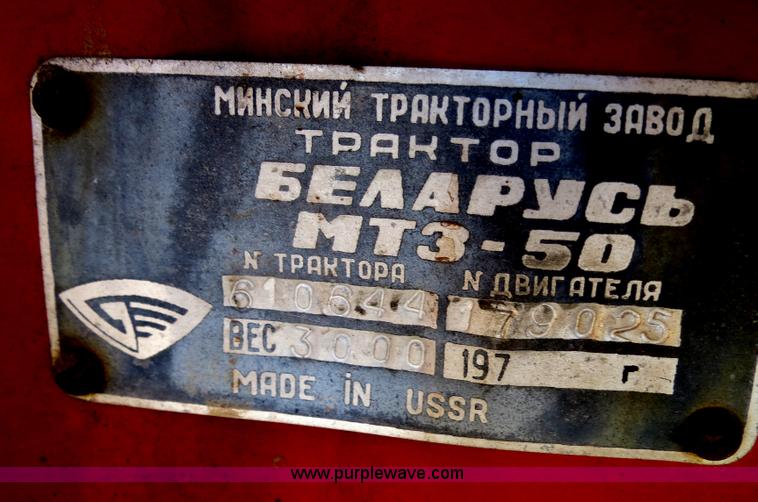 МИНСКИЙ ТРАКТОРНЫЙ ЗАВОД
ТРАКТОР
БЕЛАРУСЬ
МТЗ-50
N ТРАКТОРА N ДВИГАТЕЛЯ
610644 179025
ВЕС 3000 197 г
MADE iN USSR
www.purplewave.com